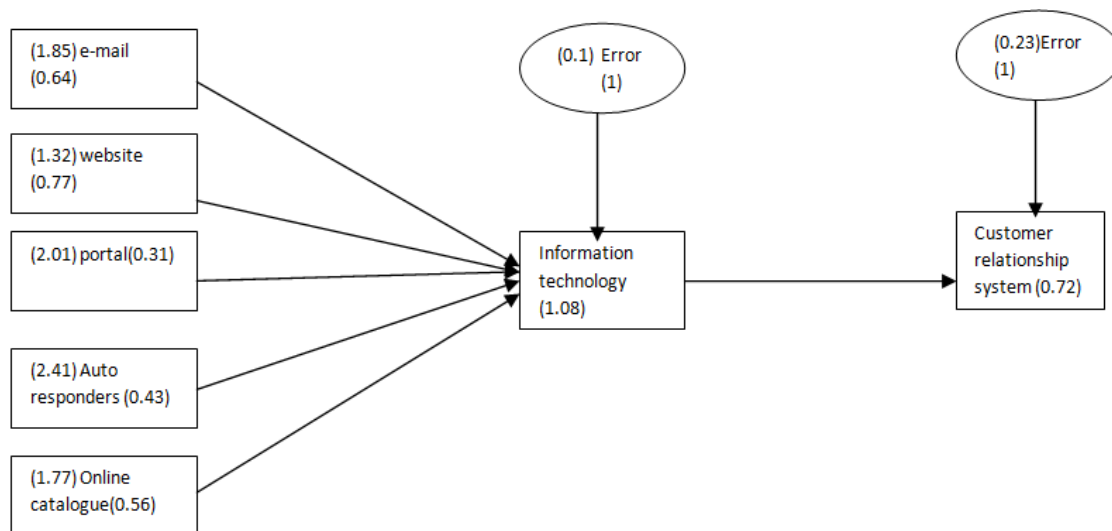 (1.85) e-mail
(0.64)
(1.32) website
(0.77)
(2.01) portal(0.31)
(2.41) Auto
responders (0.43)
(1.77) Online
catalogue(0.56)
(0.1) Error
(1)
Information
technology
(1.08)
(0.23)Error
(1)
Customer
relationship
system (0.72)